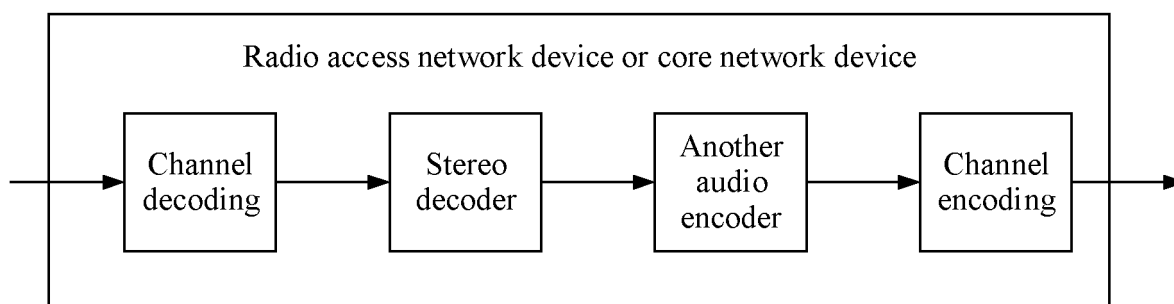 Radio access network device or core network device
Channel
decoding
Stereo
decoder
Another
audio
encoder
Channel
encoding